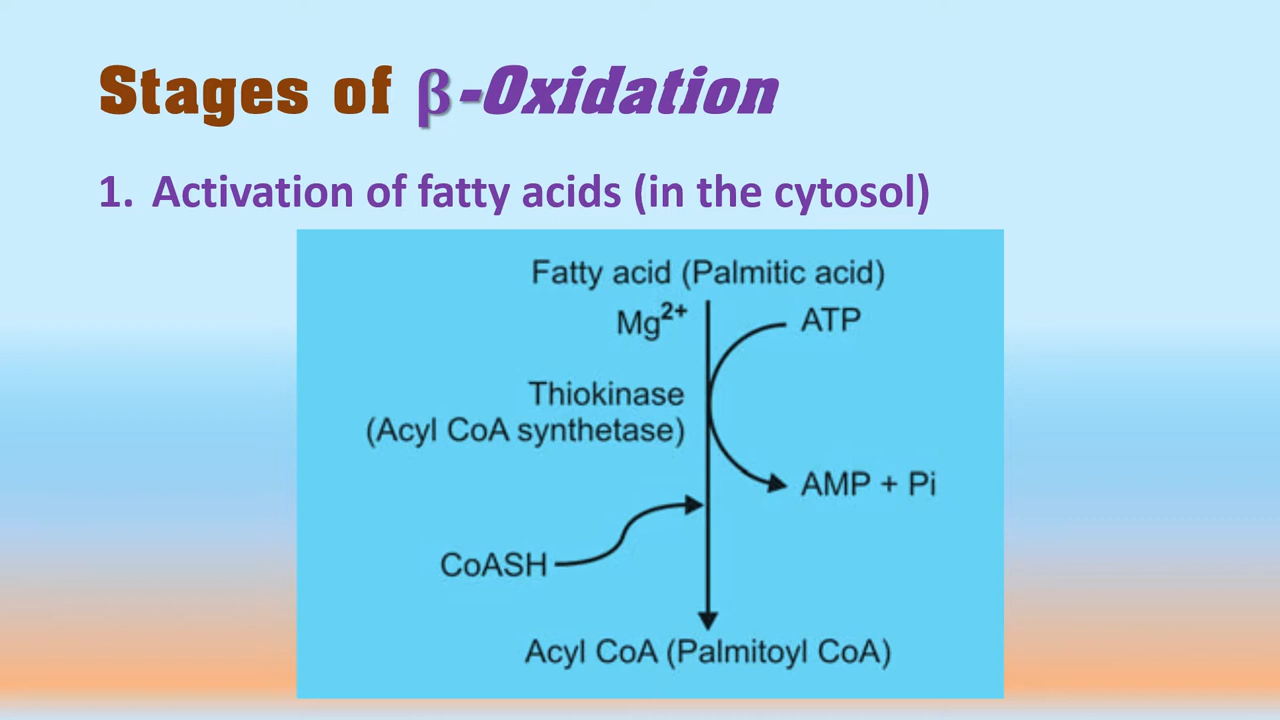 Stages of β-Oxidation
1. Activation of fatty acids (in the cytosol)
Fatty acid (Palmitic acid)
Mg²⁺
ATP
Thiokinase
(Acyl CoA synthetase)
AMP + Pi
CoASH
Acyl CoA (Palmitoyl CoA)